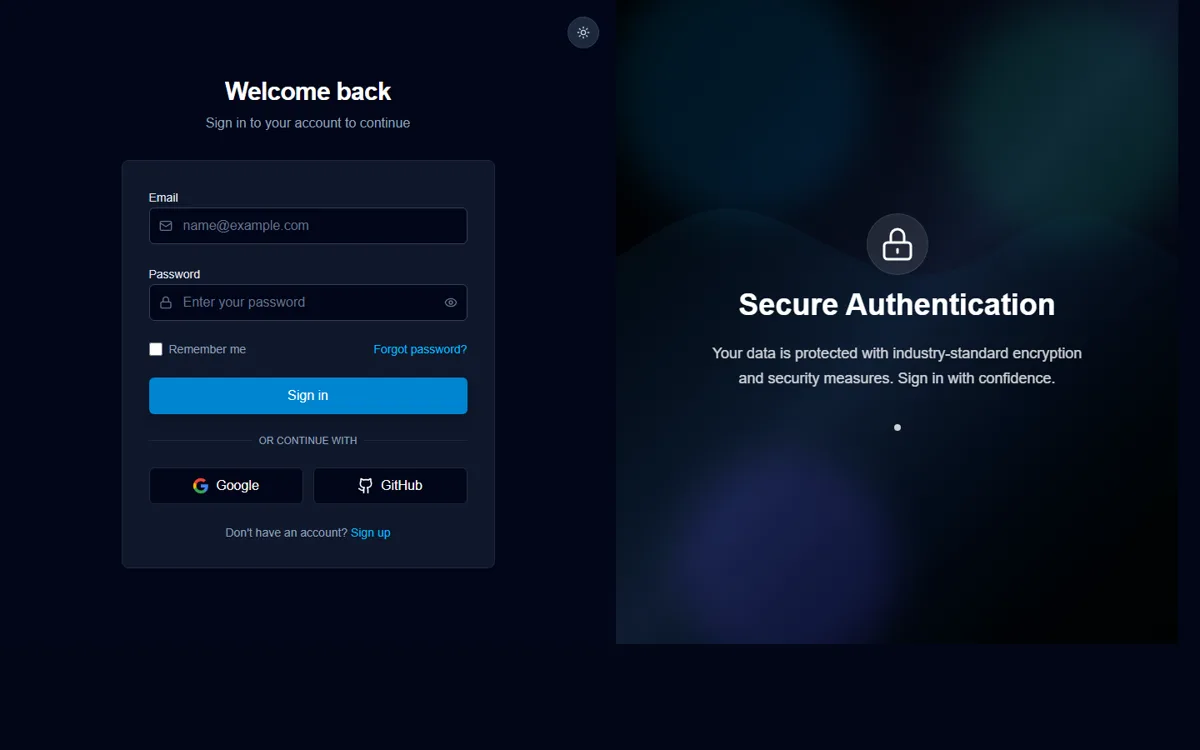 Welcome back
Sign in to your account to continue
Email
name@example.com
Password
Enter your password
Remember me
Forgot password?
Sign in
OR CONTINUE WITH
Google
GitHub
Don't have an account? Sign up
Secure Authentication
Your data is protected with industry-standard encryption
and security measures. Sign in with confidence.